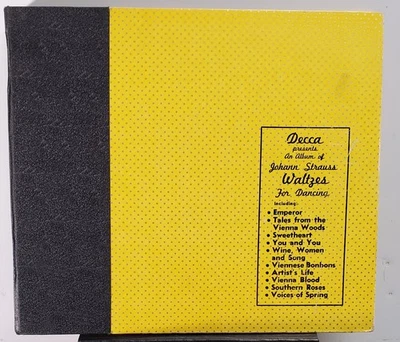 Decca
presents
An Album of
Johann Strauss
Waltzes
For Dancing
including:
• Emperor
• Tales from the
Vienna Woods
• Sweetheart
• You and You
• Wine, Women
and Song
• Viennese Bonbons
• Artist's Life
• Vienna Blood
• Southern Roses
• Voices of Spring